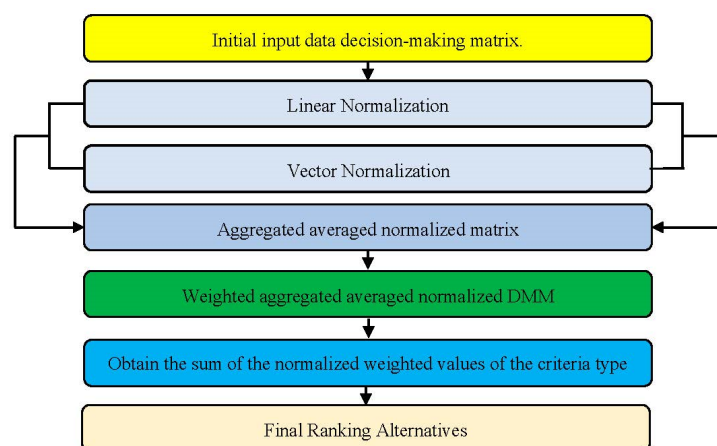 Initial input data decision-making matrix.
Linear Normalization
Vector Normalization
Aggregated averaged normalized matrix
Weighted aggregated averaged normalized DMM
Obtain the sum of the normalized weighted values of the criteria type
Final Ranking Alternatives